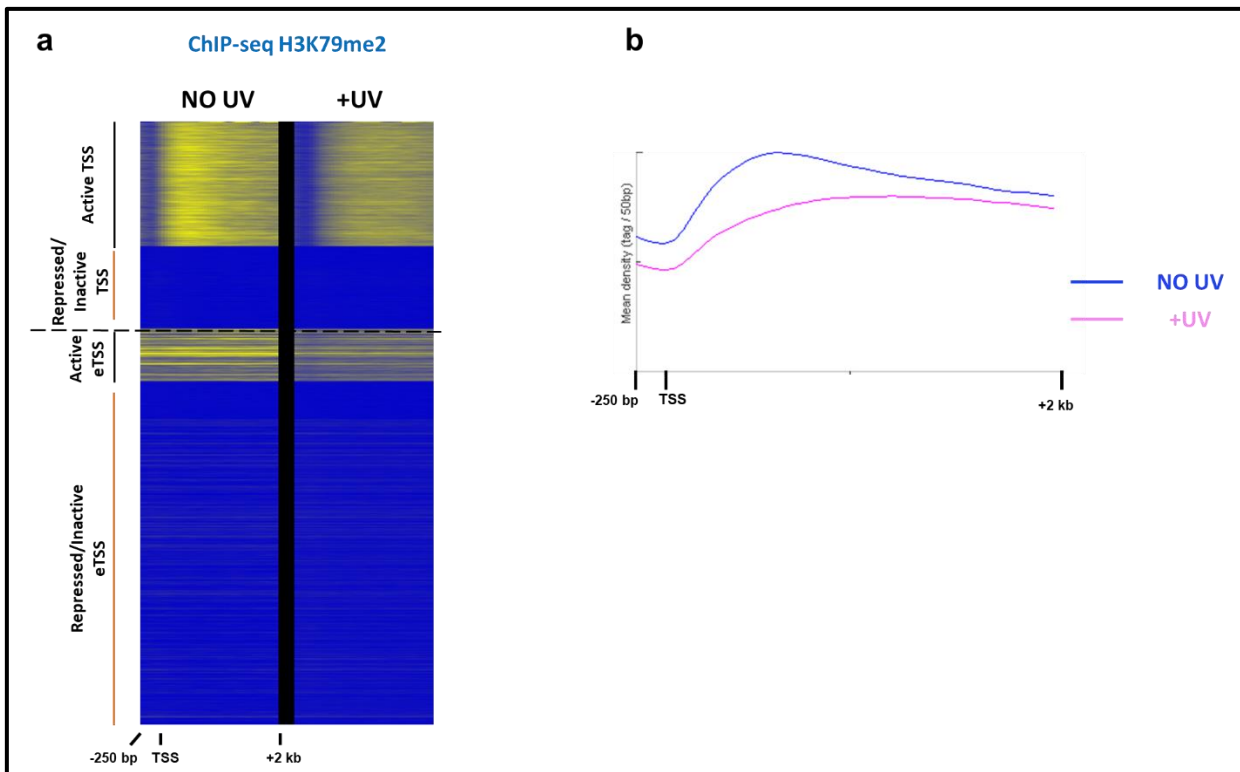 a
ChIP-seq H3K79me2
NO UV
+UV
Active TSS
Repressed/
Inactive
TSS
Active
eTSS
Repressed/Inactive
eTSS
-250 bp
TSS
+2 kb
b
Mean density (tag / 50bp)
NO UV
+UV
-250 bp
TSS
+2 kb